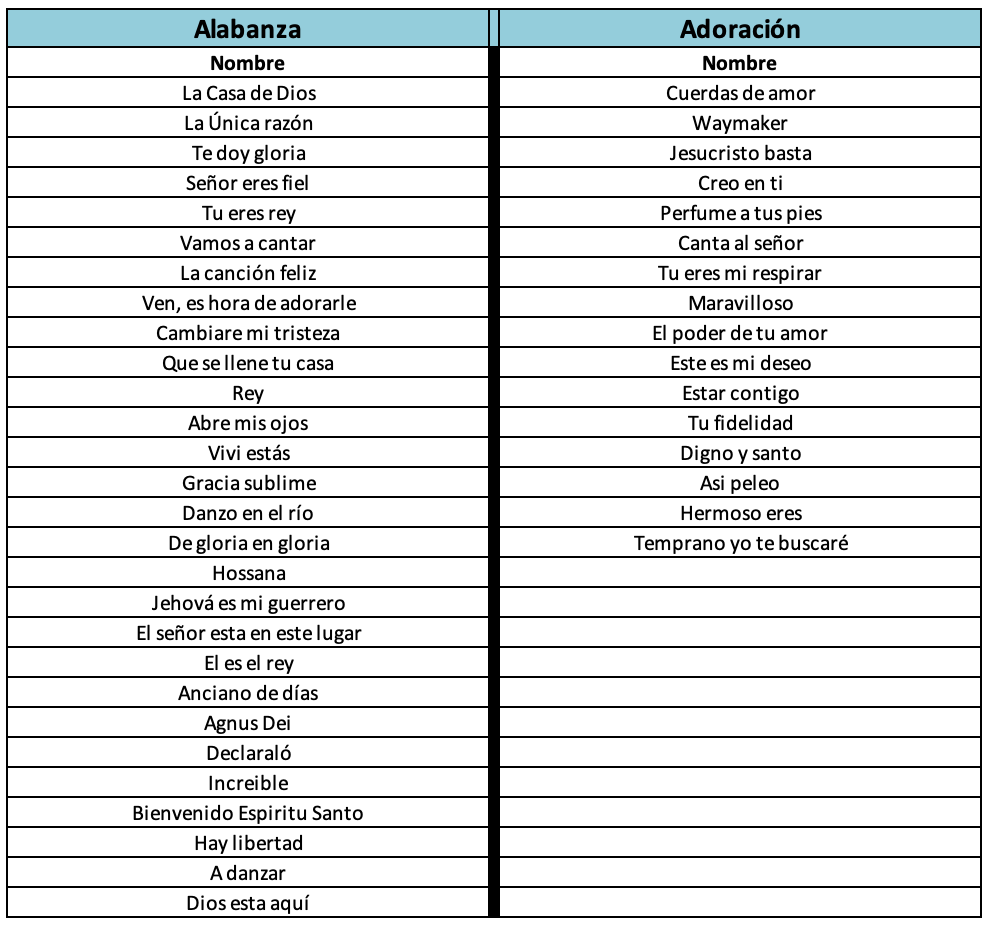 Alabanza Adoración
Nombre Nombre
La Casa de Dios Cuerdas de amor
La Única razón Waymaker
Te doy gloria Jesucristo basta
Señor eres fiel Creo en ti
Tu eres rey Perfume a tus pies
Vamos a cantar Canta al señor
La canción feliz Tu eres mi respirar
Ven, es hora de adorarle Maravilloso
Cambiare mi tristeza El poder de tu amor
Que se llene tu casa Este es mi deseo
Rey Estar contigo
Abre mis ojos Tu fidelidad
Vivi estás Digno y santo
Gracia sublime Asi peleo
Danzo en el río Hermoso eres
De gloria en gloria Temprano yo te buscaré
Hossana
Jehová es mi guerrero
El señor esta en este lugar
El es el rey
Anciano de días
Agnus Dei
Declaraló
Increible
Bienvenido Espiritu Santo
Hay libertad
A danzar
Dios esta aquí